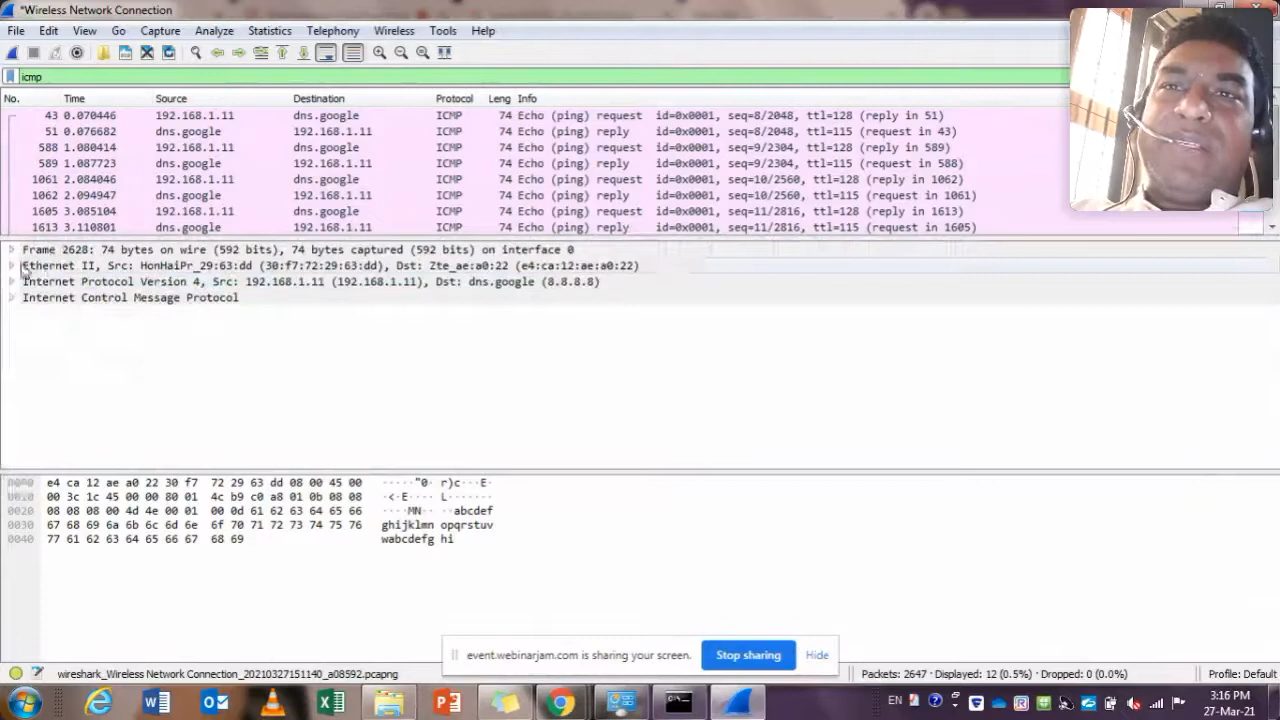 *Wireless Network Connection
File Edit View Go Capture Analyze Statistics Telephony Wireless Tools Help
icmp
No. Time Source Destination Protocol Leng Info
43 0.070446 192.168.1.11 dns.google ICMP 74 Echo (ping) request id=0x0001, seq=8/2048, ttl=128 (reply in 51)
51 0.076682 dns.google 192.168.1.11 ICMP 74 Echo (ping) reply id=0x0001, seq=8/2048, ttl=115 (request in 43)
588 1.080414 192.168.1.11 dns.google ICMP 74 Echo (ping) request id=0x0001, seq=9/2304, ttl=128 (reply in 589)
589 1.087723 dns.google 192.168.1.11 ICMP 74 Echo (ping) reply id=0x0001, seq=9/2304, ttl=115 (request in 588)
1061 2.084046 192.168.1.11 dns.google ICMP 74 Echo (ping) request id=0x0001, seq=10/2560, ttl=128 (reply in 1062)
1062 2.094947 dns.google 192.168.1.11 ICMP 74 Echo (ping) reply id=0x0001, seq=10/2560, ttl=115 (request in 1061)
1605 3.085104 192.168.1.11 dns.google ICMP 74 Echo (ping) request id=0x0001, seq=11/2816, ttl=128 (reply in 1613)
1613 3.110801 dns.google 192.168.1.11 ICMP 74 Echo (ping) reply id=0x0001, seq=11/2816, ttl=115 (request in 1605)
Frame 2628: 74 bytes on wire (592 bits), 74 bytes captured (592 bits) on interface 0
Ethernet II, Src: HonHaiPr_29:63:dd (30:f7:72:29:63:dd), Dst: Zte_ae:a0:22 (e4:ca:12:ae:a0:22)
Internet Protocol Version 4, Src: 192.168.1.11 (192.168.1.11), Dst: dns.google (8.8.8.8)
Internet Control Message Protocol
0000 e4 ca 12 ae a0 22 30 f7 72 29 63 dd 08 00 45 00 ·····"0· r)c···E·
0010 00 3c 1c 45 00 00 80 01 4c b9 c0 a8 01 0b 08 08 ·<·E···· L·······
0020 08 08 08 00 4d 4e 00 01 00 0d 61 62 63 64 65 66 ····MN·· ··abcdef
0030 67 68 69 6a 6b 6c 6d 6e 6f 70 71 72 73 74 75 76 ghijklmn opqrstuv
0040 77 61 62 63 64 65 66 67 68 69 wabcdefg hi
event.webinarjam.com is sharing your screen. Stop sharing Hide
wireshark_Wireless Network Connection_20210327151140_a08592.pcapng Packets: 2647 · Displayed: 12 (0.5%) · Dropped: 0 (0.0%) Profile: Default
EN 3:16 PM
27-Mar-21